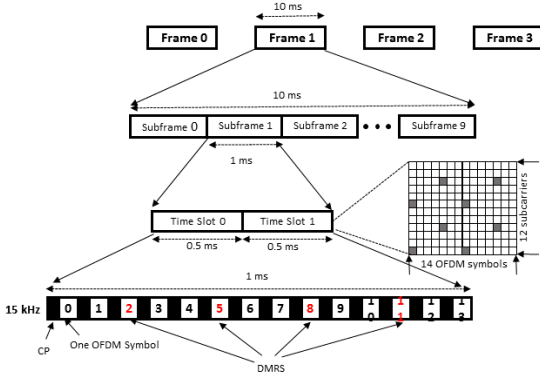 10 ms
Frame 0 Frame 1 Frame 2 Frame 3
10 ms
Subframe 0 Subframe 1 Subframe 2 ••• Subframe 9
1 ms
Time Slot 0 Time Slot 1
0.5 ms 0.5 ms
12 subcarriers
14 OFDM symbols
1 ms
15 kHz 0 1 2 3 4 5 6 7 8 9 10 11 12 13
CP One OFDM Symbol
DMRS